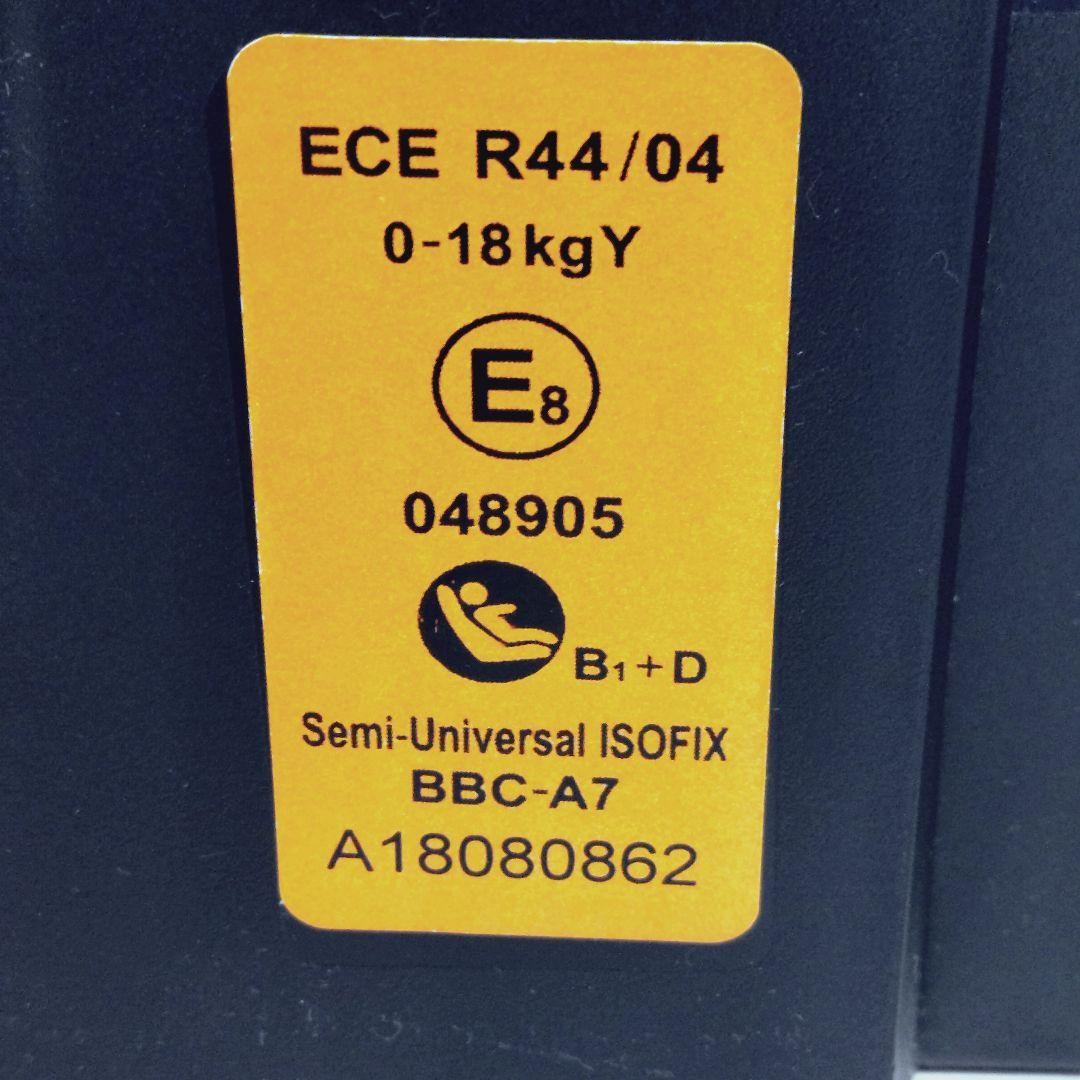 ECE R44/04
0-18kgY
E8
048905
B1+D
Semi-Universal ISOFIX
BBC-A7
A18080862